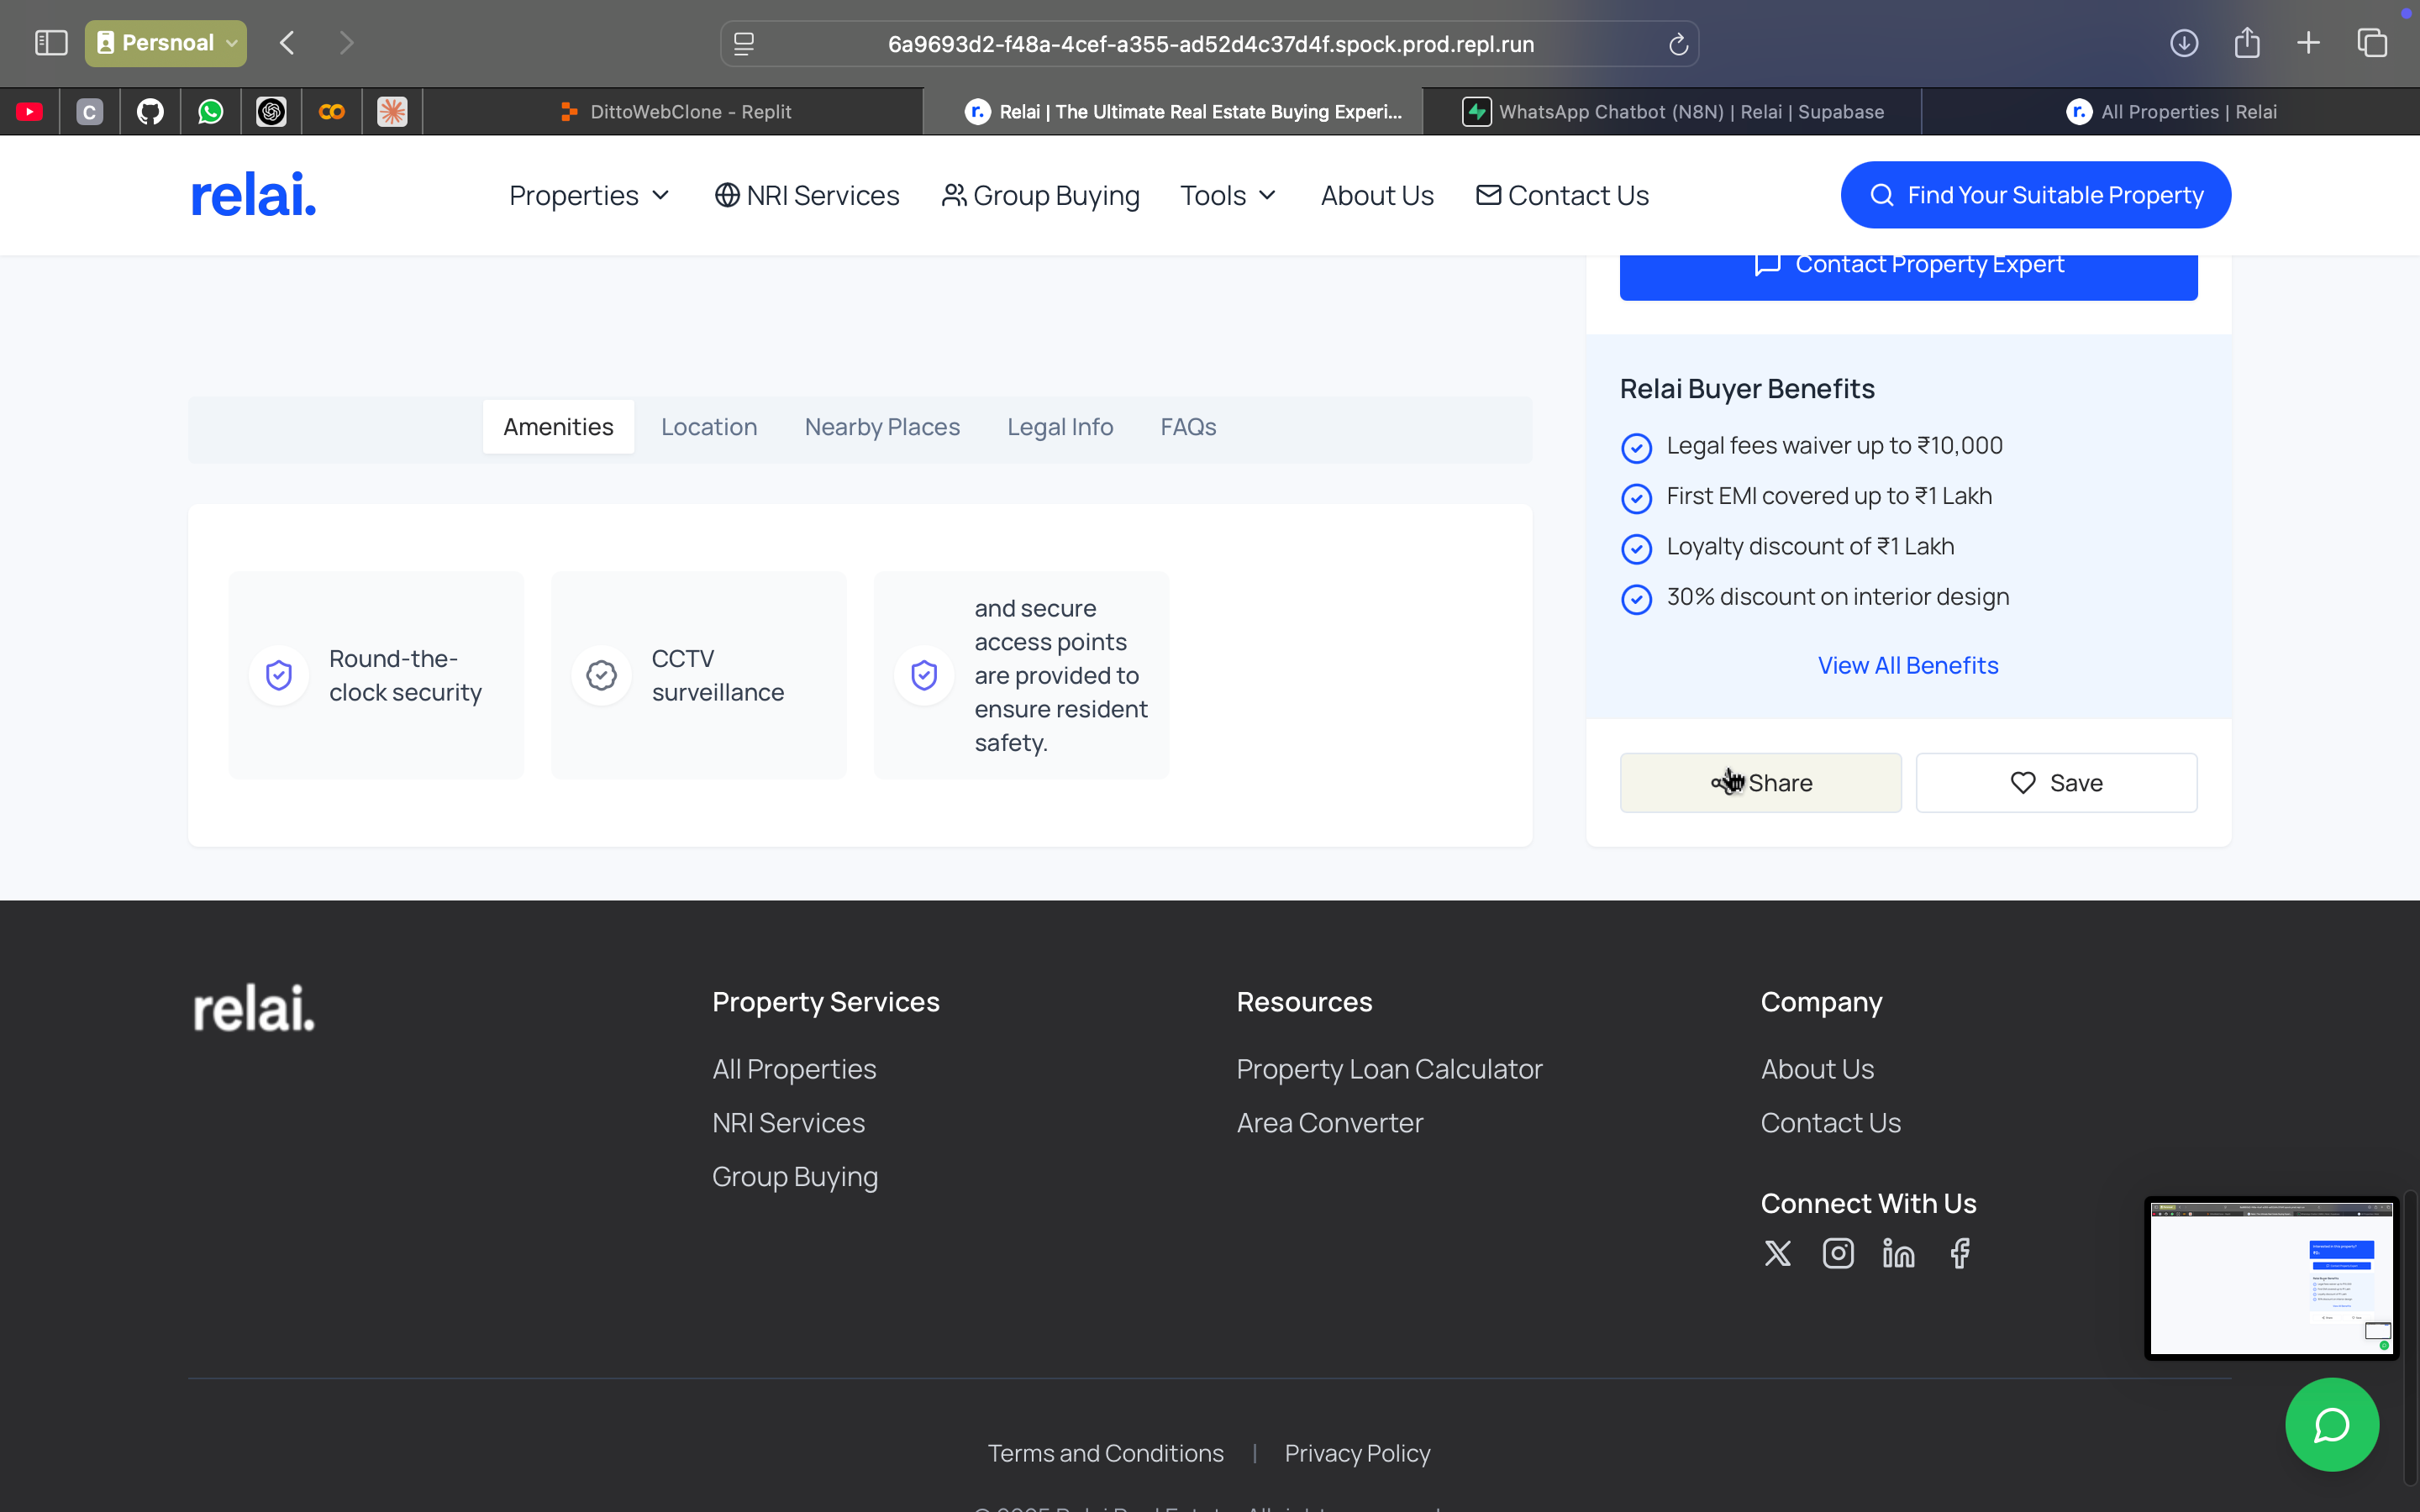 Persnoal
6a9693d2-f48a-4cef-a355-ad52d4c37d4f.spock.prod.repl.run
C
DittoWebClone - Replit
r. Relai | The Ultimate Real Estate Buying Experi...
WhatsApp Chatbot (N8N) | Relai | Supabase
r. All Properties | Relai
relai.
Properties
NRI Services
Group Buying
Tools
About Us
Contact Us
Find Your Suitable Property
Contact Property Expert
Amenities
Location
Nearby Places
Legal Info
FAQs
Round-the-
clock security
CCTV
surveillance
and secure
access points
are provided to
ensure resident
safety.
Relai Buyer Benefits
Legal fees waiver up to ₹10,000
First EMI covered up to ₹1 Lakh
Loyalty discount of ₹1 Lakh
30% discount on interior design
View All Benefits
Share
Save
relai.
Property Services
All Properties
NRI Services
Group Buying
Resources
Property Loan Calculator
Area Converter
Company
About Us
Contact Us
Connect With Us
Terms and Conditions | Privacy Policy